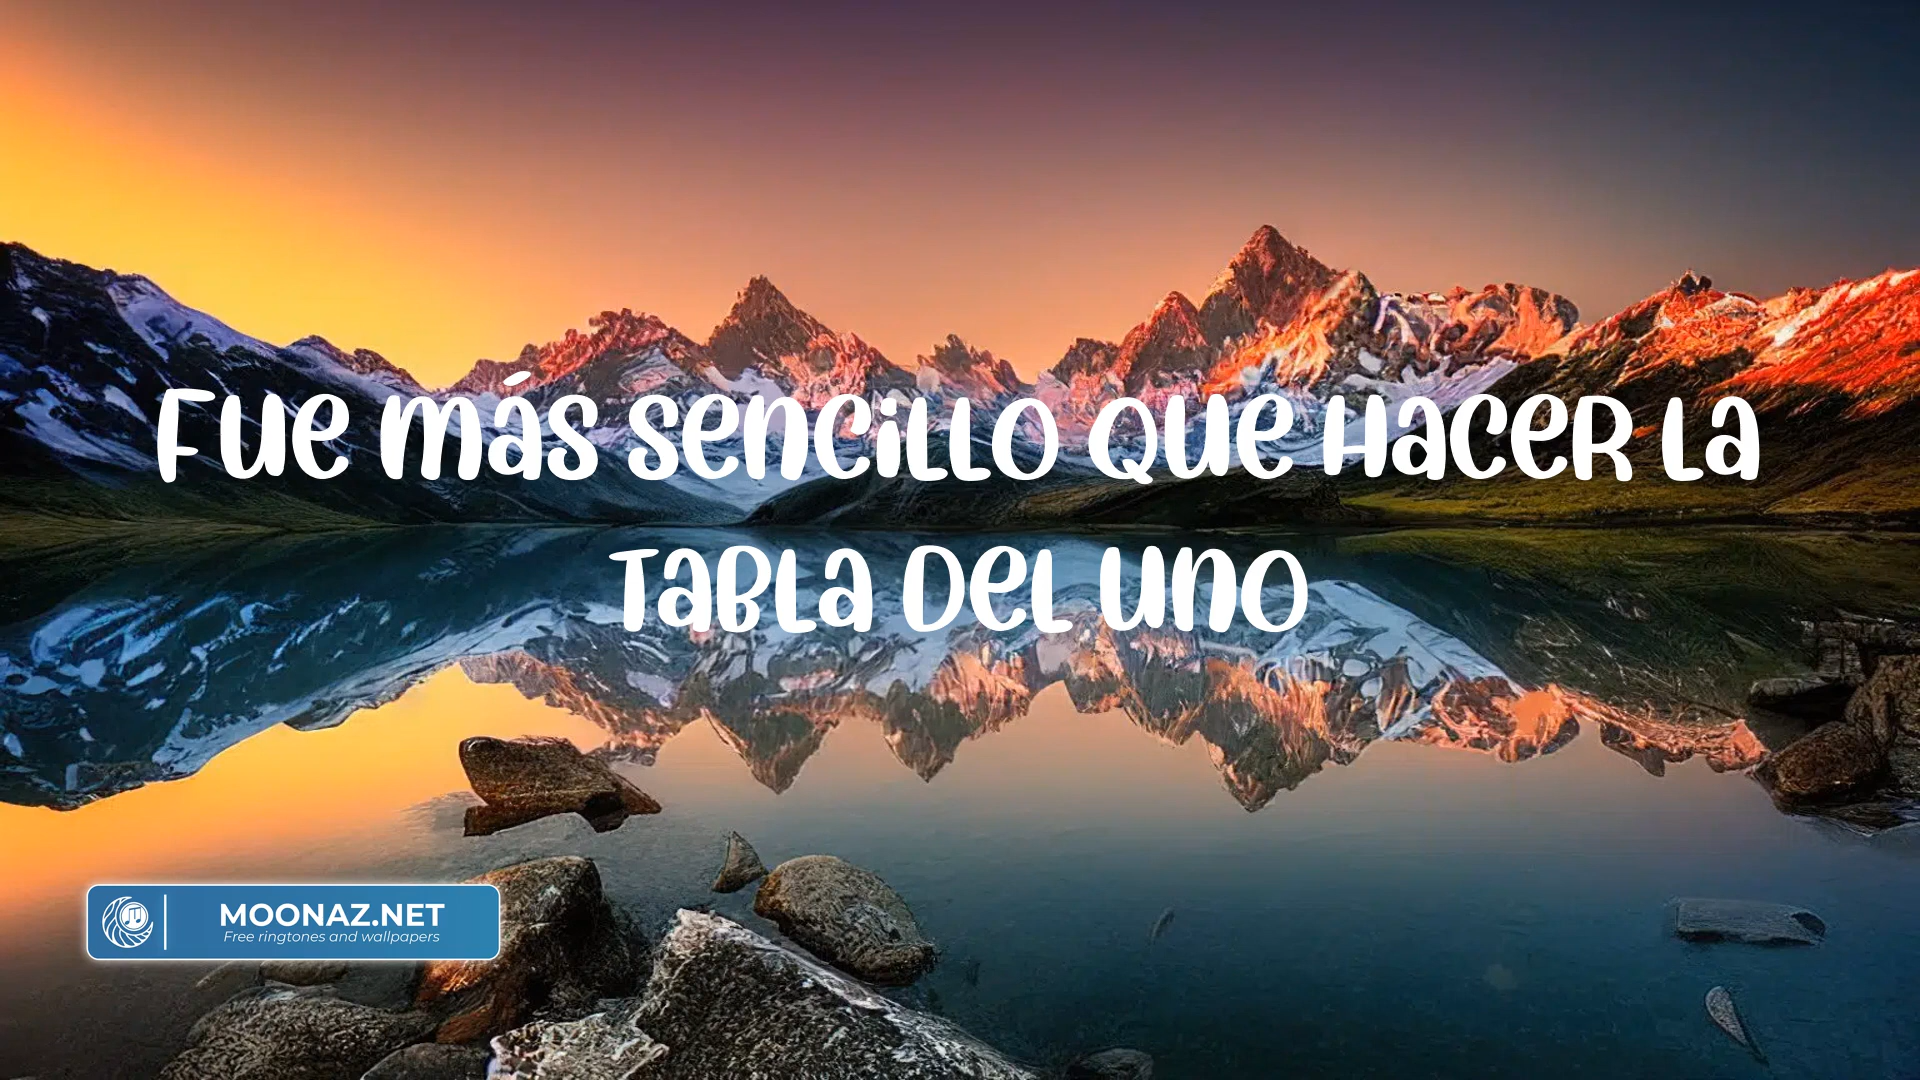 Fue más sencillo que hacer la
tabla del uno
MOONAZ.NET
Free ringtones and wallpapers